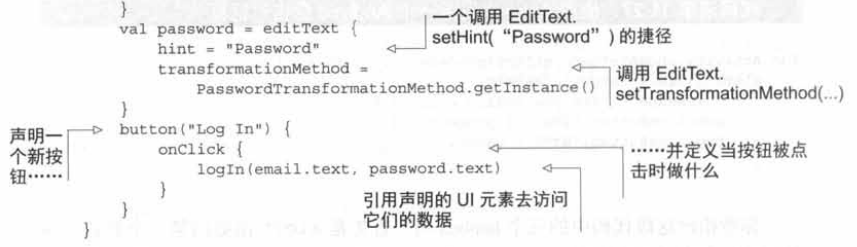 }
val password = editText {
hint = "Password"
transformationMethod =
PasswordTransformationMethod.getInstance()
}
button("Log In") {
onClick {
logIn(email.text, password.text)
}
}
}
一个调用 EditText.
setHint(“Password”) 的捷径
调用 EditText.
setTransformationMethod(...)
声明一
个新按
钮……
……并定义当按钮被点
击时做什么
引用声明的 UI 元素去访问
它们的数据